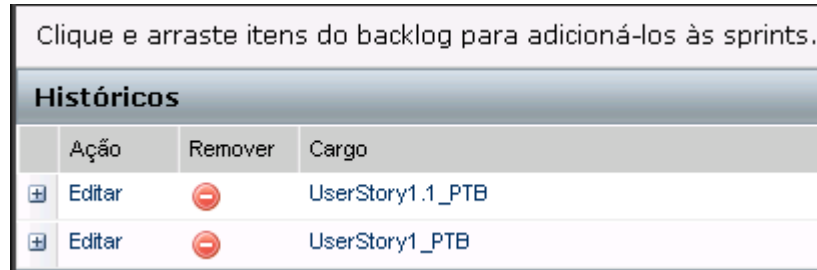 Clique e arraste itens do backlog para adicioná-los às sprints.
Históricos
Ação Remover Cargo
Editar UserStory1.1_PTB
Editar UserStory1_PTB